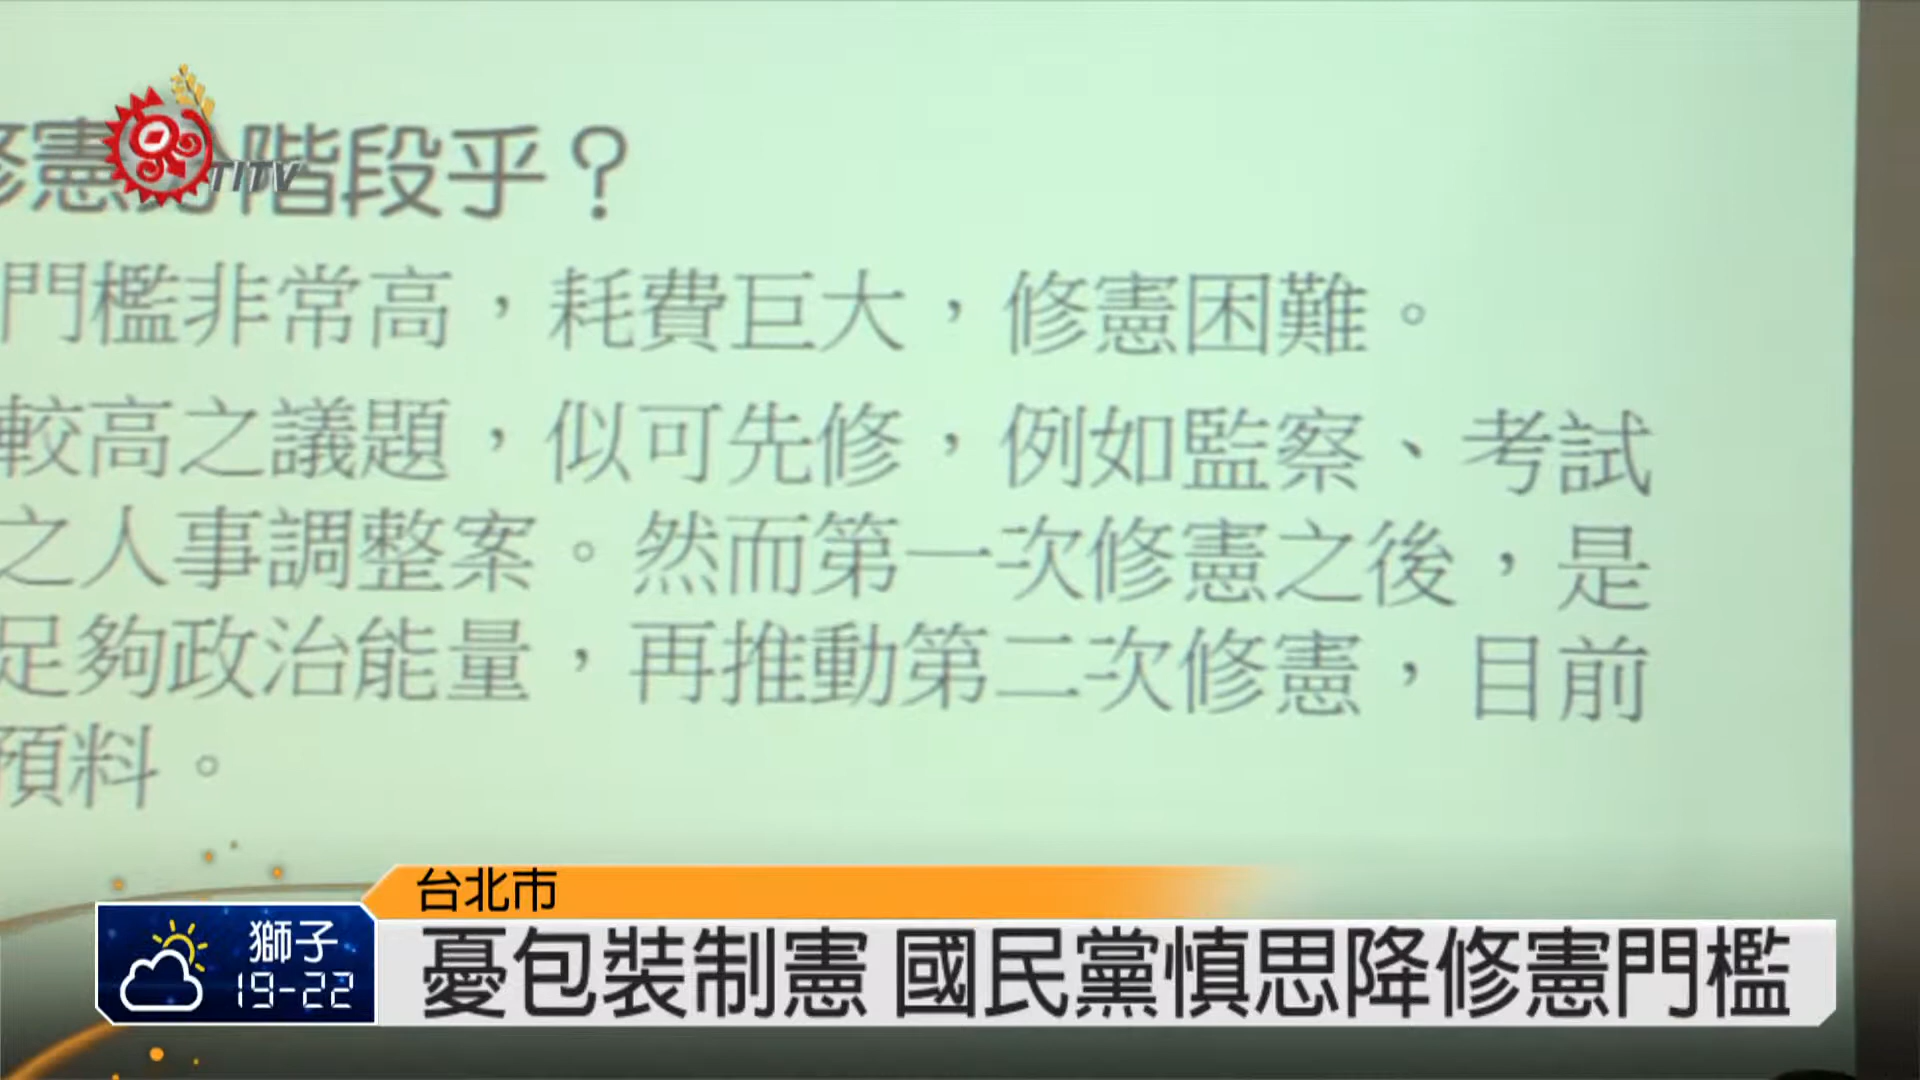 修憲分階段乎？
TITV
門檻非常高，耗費巨大，修憲困難。
較高之議題，似可先修，例如監察、考試
之人事調整案。然而第一次修憲之後，是
足夠政治能量，再推動第二次修憲，目前
預料。
台北市
獅子
19-22
憂包裝制憲 國民黨慎思降修憲門檻